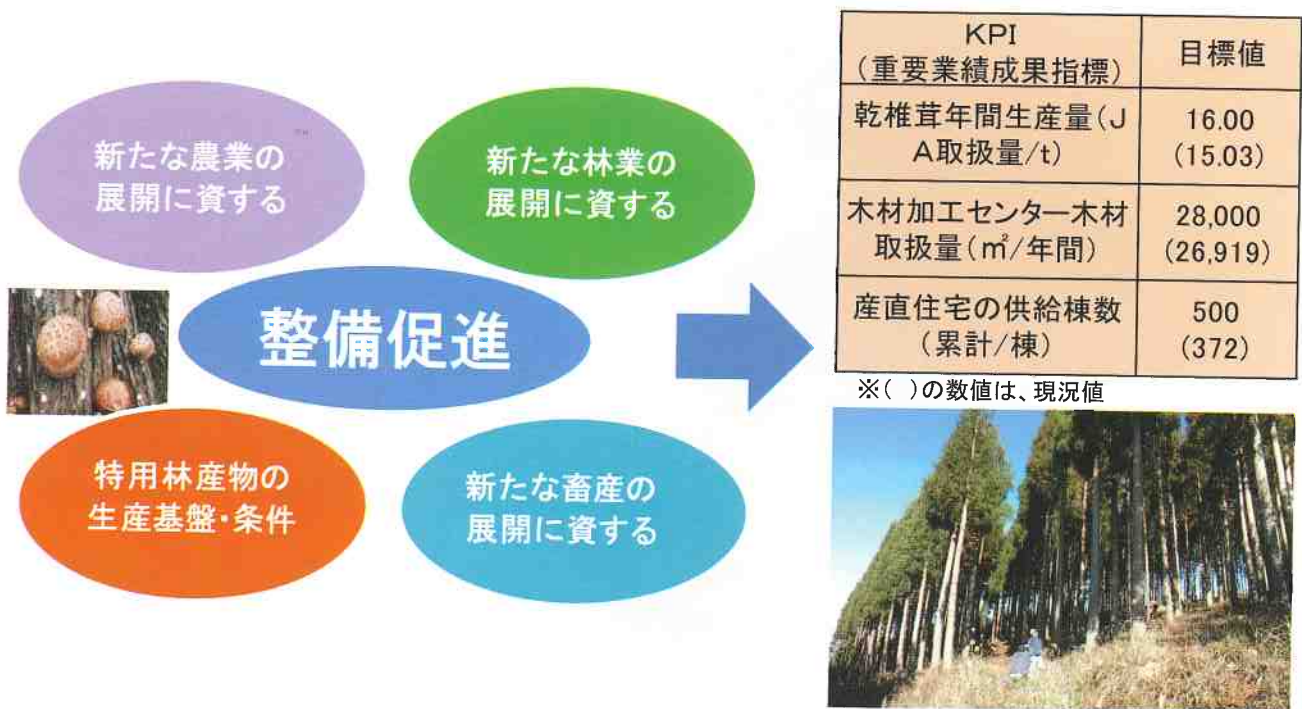 新たな農業の
展開に資する
新たな林業の
展開に資する
整備促進
特用林産物の
生産基盤・条件
新たな畜産の
展開に資する
KPI
(重要業績成果指標)
目標値
乾椎茸年間生産量(J
A取扱量/t)
16.00
(15.03)
木材加工センター木材
取扱量(㎥/年間)
28,000
(26,919)
産直住宅の供給棟数
(累計/棟)
500
(372)
※( )の数値は、現況値